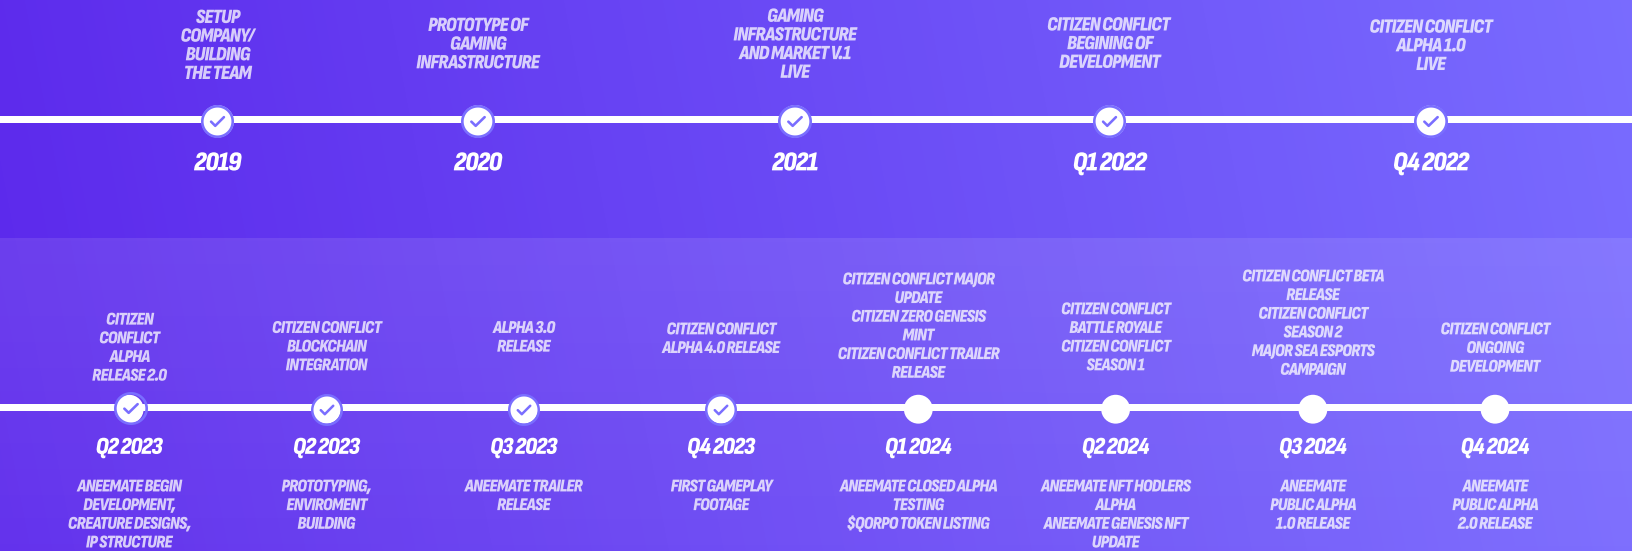 SETUP
COMPANY/
BUILDING
THE TEAM
PROTOTYPE OF
GAMING
INFRASTRUCTURE
GAMING
INFRASTRUCTURE
AND MARKET V.1
LIVE
CITIZEN CONFLICT
BEGINING OF
DEVELOPMENT
CITIZEN CONFLICT
ALPHA 1.0
LIVE
2019
2020
2021
Q1 2022
Q4 2022
CITIZEN
CONFLICT
ALPHA
RELEASE 2.0
CITIZEN CONFLICT
BLOCKCHAIN
INTEGRATION
ALPHA 3.0
RELEASE
CITIZEN CONFLICT
ALPHA 4.0 RELEASE
CITIZEN CONFLICT MAJOR
UPDATE
CITIZEN ZERO GENESIS
MINT
CITIZEN CONFLICT TRAILER
RELEASE
CITIZEN CONFLICT
BATTLE ROYALE
CITIZEN CONFLICT
SEASON 1
CITIZEN CONFLICT BETA
RELEASE
CITIZEN CONFLICT
SEASON 2
MAJOR SEA ESPORTS
CAMPAIGN
CITIZEN CONFLICT
ONGOING
DEVELOPMENT
Q2 2023
Q2 2023
Q3 2023
Q4 2023
Q1 2024
Q2 2024
Q3 2024
Q4 2024
ANEEMATE BEGIN
DEVELOPMENT,
CREATURE DESIGNS,
IP STRUCTURE
PROTOTYPING,
ENVIROMENT
BUILDING
ANEEMATE TRAILER
RELEASE
FIRST GAMEPLAY
FOOTAGE
ANEEMATE CLOSED ALPHA
TESTING
$QORPO TOKEN LISTING
ANEEMATE NFT HODLERS
ALPHA
ANEEMATE GENESIS NFT
UPDATE
ANEEMATE
PUBLIC ALPHA
1.0 RELEASE
ANEEMATE
PUBLIC ALPHA
2.0 RELEASE